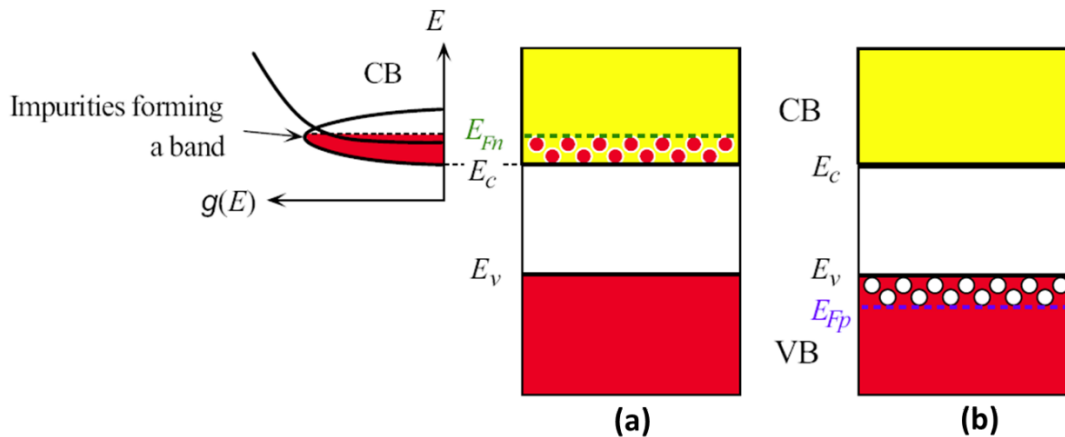 E
CB
Impurities forming
a band
g(E)
E_Fn
E_c
E_v
(a)
CB
E_c
E_v
E_Fp
VB
(b)